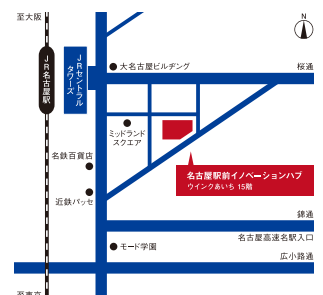 至大阪
N
JR名古屋駅
JRセントラル
タワーズ
大名古屋ビルヂング
桜通
ミッドランド
スクエア
名鉄百貨店
名古屋駅前イノベーションハブ
ウインクあいち 15階
近鉄パッセ
錦通
名古屋高速名駅入口
モード学園
広小路通
至東京